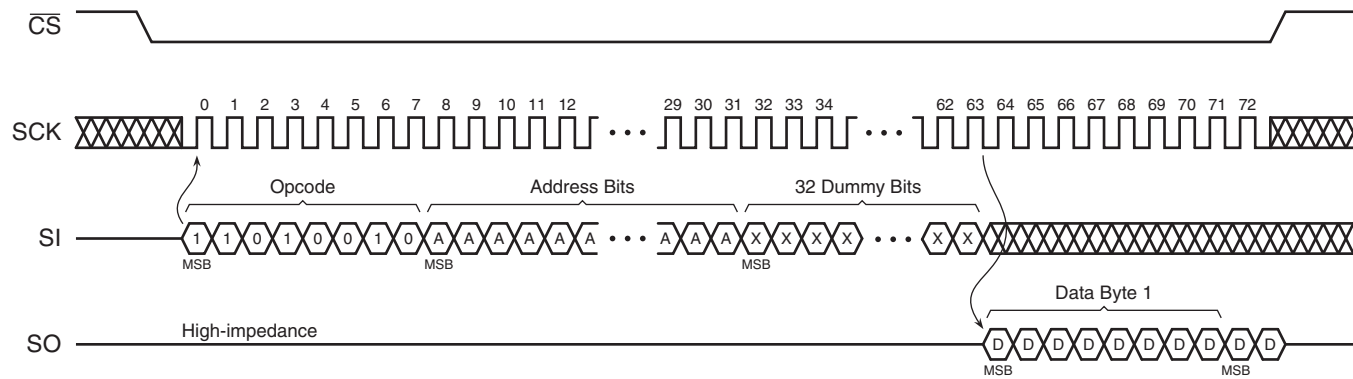 CS
0 1 2 3 4 5 6 7 8 9 10 11 12 29 30 31 32 33 34 62 63 64 65 66 67 68 69 70 71 72
SCK
Opcode Address Bits 32 Dummy Bits
SI 1 1 0 1 0 0 1 0 A A A A A A A A A X X X X X X
MSB MSB MSB
Data Byte 1
High-impedance
SO D D D D D D D D D D
MSB MSB